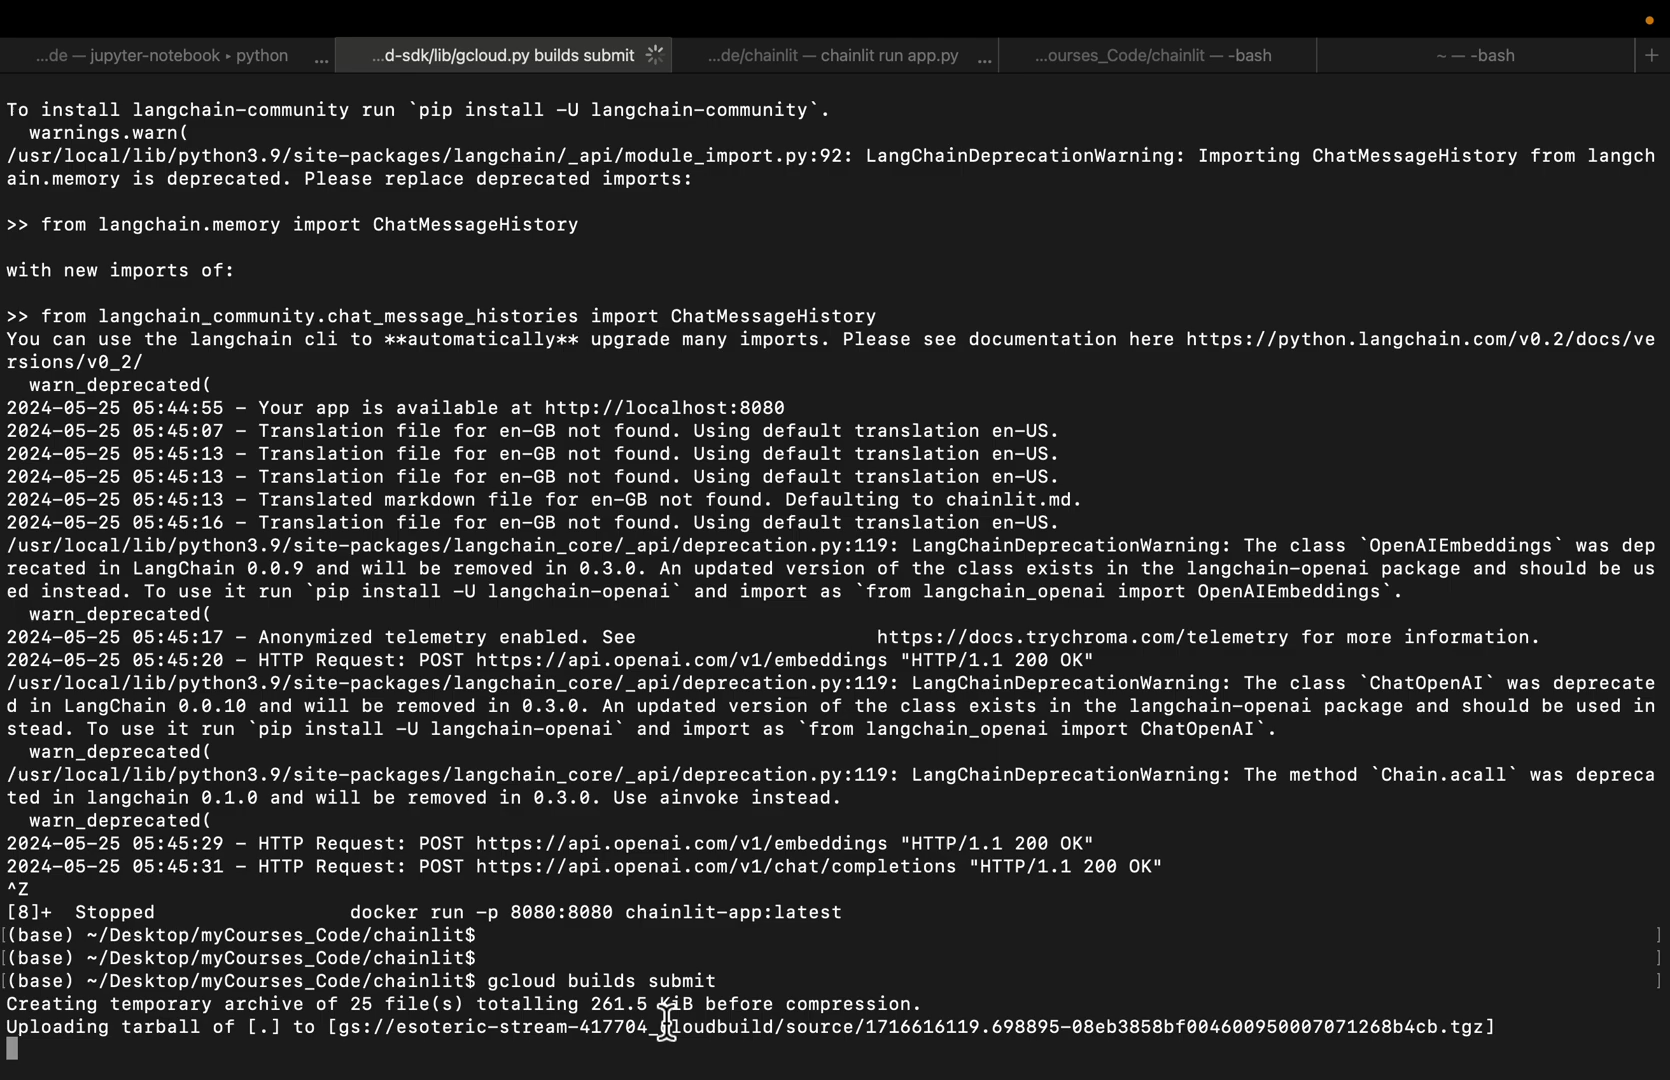 ...de — jupyter-notebook ▸ python ... ...d-sdk/lib/gcloud.py builds submit ...de/chainlit — chainlit run app.py ... ...ourses_Code/chainlit — -bash ~ — -bash +
To install langchain-community run `pip install -U langchain-community`.
  warnings.warn(
/usr/local/lib/python3.9/site-packages/langchain/_api/module_import.py:92: LangChainDeprecationWarning: Importing ChatMessageHistory from langch
ain.memory is deprecated. Please replace deprecated imports:
>> from langchain.memory import ChatMessageHistory
with new imports of:
>> from langchain_community.chat_message_histories import ChatMessageHistory
You can use the langchain cli to **automatically** upgrade many imports. Please see documentation here https://python.langchain.com/v0.2/docs/ve
rsions/v0_2/
  warn_deprecated(
2024-05-25 05:44:55 - Your app is available at http://localhost:8080
2024-05-25 05:45:07 - Translation file for en-GB not found. Using default translation en-US.
2024-05-25 05:45:13 - Translation file for en-GB not found. Using default translation en-US.
2024-05-25 05:45:13 - Translation file for en-GB not found. Using default translation en-US.
2024-05-25 05:45:13 - Translated markdown file for en-GB not found. Defaulting to chainlit.md.
2024-05-25 05:45:16 - Translation file for en-GB not found. Using default translation en-US.
/usr/local/lib/python3.9/site-packages/langchain_core/_api/deprecation.py:119: LangChainDeprecationWarning: The class `OpenAIEmbeddings` was dep
recated in LangChain 0.0.9 and will be removed in 0.3.0. An updated version of the class exists in the langchain-openai package and should be us
ed instead. To use it run `pip install -U langchain-openai` and import as `from langchain_openai import OpenAIEmbeddings`.
  warn_deprecated(
2024-05-25 05:45:17 - Anonymized telemetry enabled. See                     https://docs.trychroma.com/telemetry for more information.
2024-05-25 05:45:20 - HTTP Request: POST https://api.openai.com/v1/embeddings "HTTP/1.1 200 OK"
/usr/local/lib/python3.9/site-packages/langchain_core/_api/deprecation.py:119: LangChainDeprecationWarning: The class `ChatOpenAI` was deprecate
d in LangChain 0.0.10 and will be removed in 0.3.0. An updated version of the class exists in the langchain-openai package and should be used in
stead. To use it run `pip install -U langchain-openai` and import as `from langchain_openai import ChatOpenAI`.
  warn_deprecated(
/usr/local/lib/python3.9/site-packages/langchain_core/_api/deprecation.py:119: LangChainDeprecationWarning: The method `Chain.acall` was depreca
ted in langchain 0.1.0 and will be removed in 0.3.0. Use ainvoke instead.
  warn_deprecated(
2024-05-25 05:45:29 - HTTP Request: POST https://api.openai.com/v1/embeddings "HTTP/1.1 200 OK"
2024-05-25 05:45:31 - HTTP Request: POST https://api.openai.com/v1/chat/completions "HTTP/1.1 200 OK"
^Z
[8]+  Stopped                 docker run -p 8080:8080 chainlit-app:latest
[(base) ~/Desktop/myCourses_Code/chainlit$ ]
[(base) ~/Desktop/myCourses_Code/chainlit$ ]
[(base) ~/Desktop/myCourses_Code/chainlit$ gcloud builds submit ]
Creating temporary archive of 25 file(s) totalling 261.5 KiB before compression.
Uploading tarball of [.] to [gs://esoteric-stream-417704_cloudbuild/source/1716616119.698895-08eb3858bf004600950007071268b4cb.tgz]